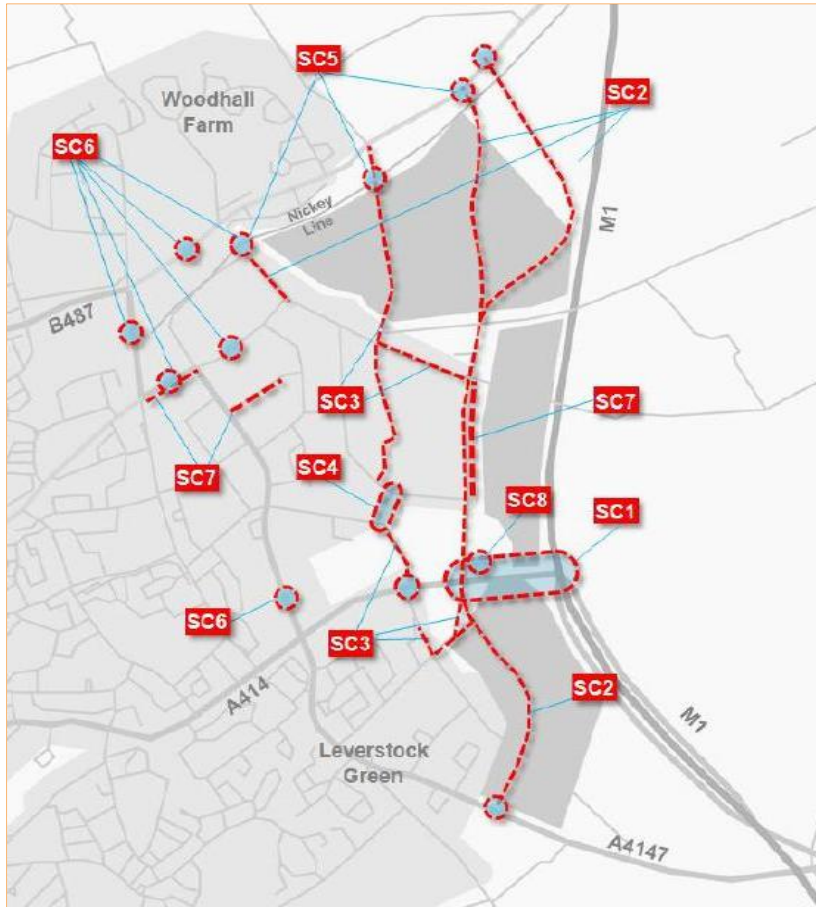 SC5
Woodhall
Farm
SC2
SC6
Nickey
Line
M1
B487
SC3
SC7
SC7
SC4
SC8
SC1
SC6
SC3
A414
SC2
M1
Leverstock
Green
A4147